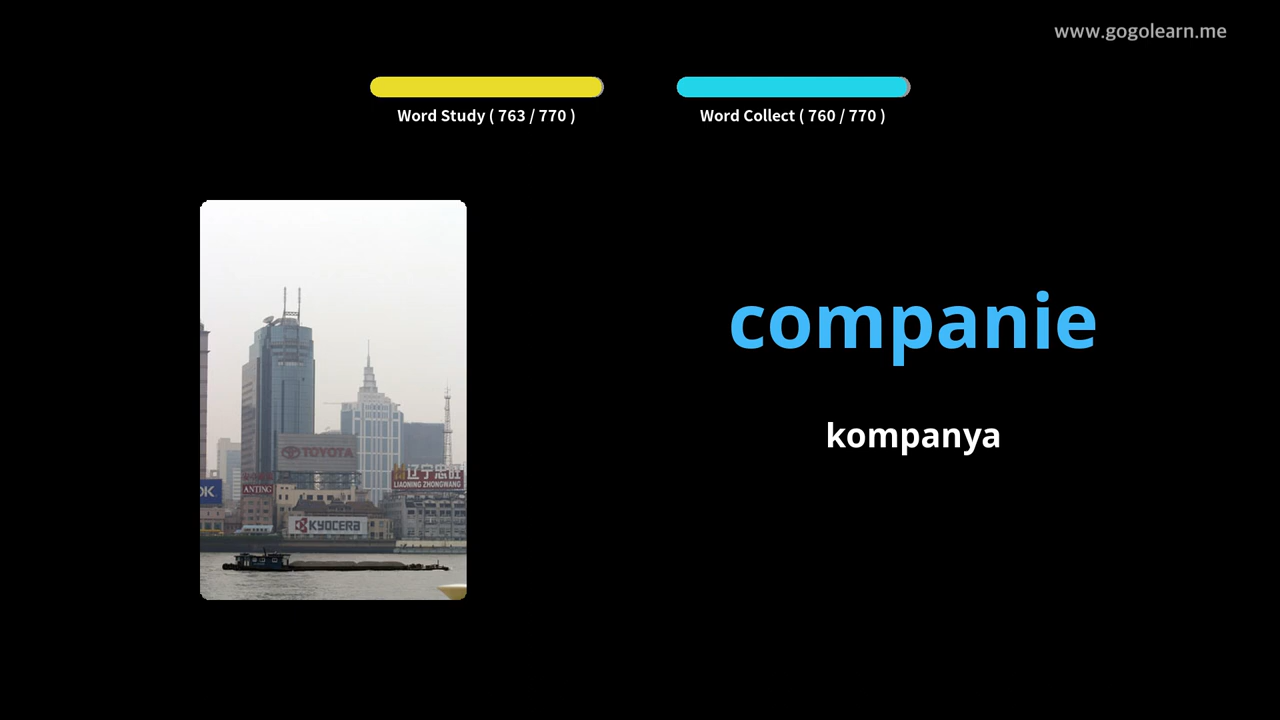 www.gogolearn.me
Word Study ( 763 / 770 )
Word Collect ( 760 / 770 )
companie
kompanya
TOYOTA
辽宁忠旺
LIAONING ZHONGWANG
OK
ANTING
KYOCERA